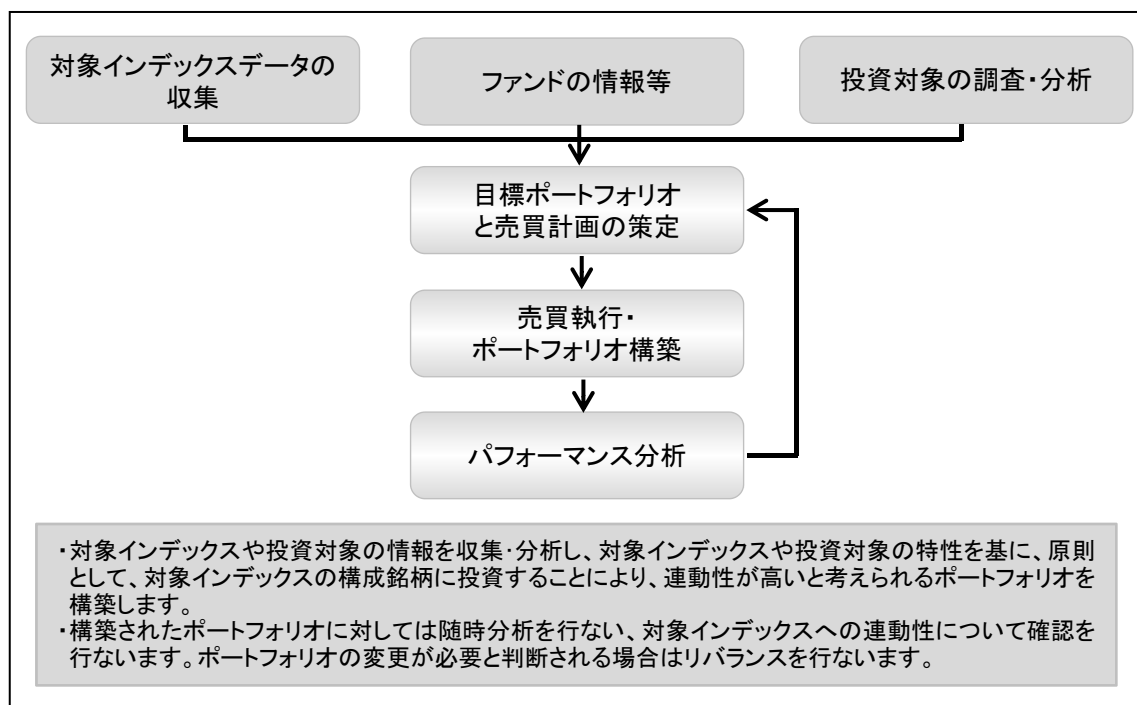 対象インデックスデータの
収集
ファンドの情報等
投資対象の調査・分析
目標ポートフォリオ
と売買計画の策定
売買執行・
ポートフォリオ構築
パフォーマンス分析
・対象インデックスや投資対象の情報を収集・分析し、対象インデックスや投資対象の特性を基に、原則
として、対象インデックスの構成銘柄に投資することにより、連動性が高いと考えられるポートフォリオを
構築します。
・構築されたポートフォリオに対しては随時分析を行ない、対象インデックスへの連動性について確認を
行ないます。ポートフォリオの変更が必要と判断される場合はリバランスを行ないます。